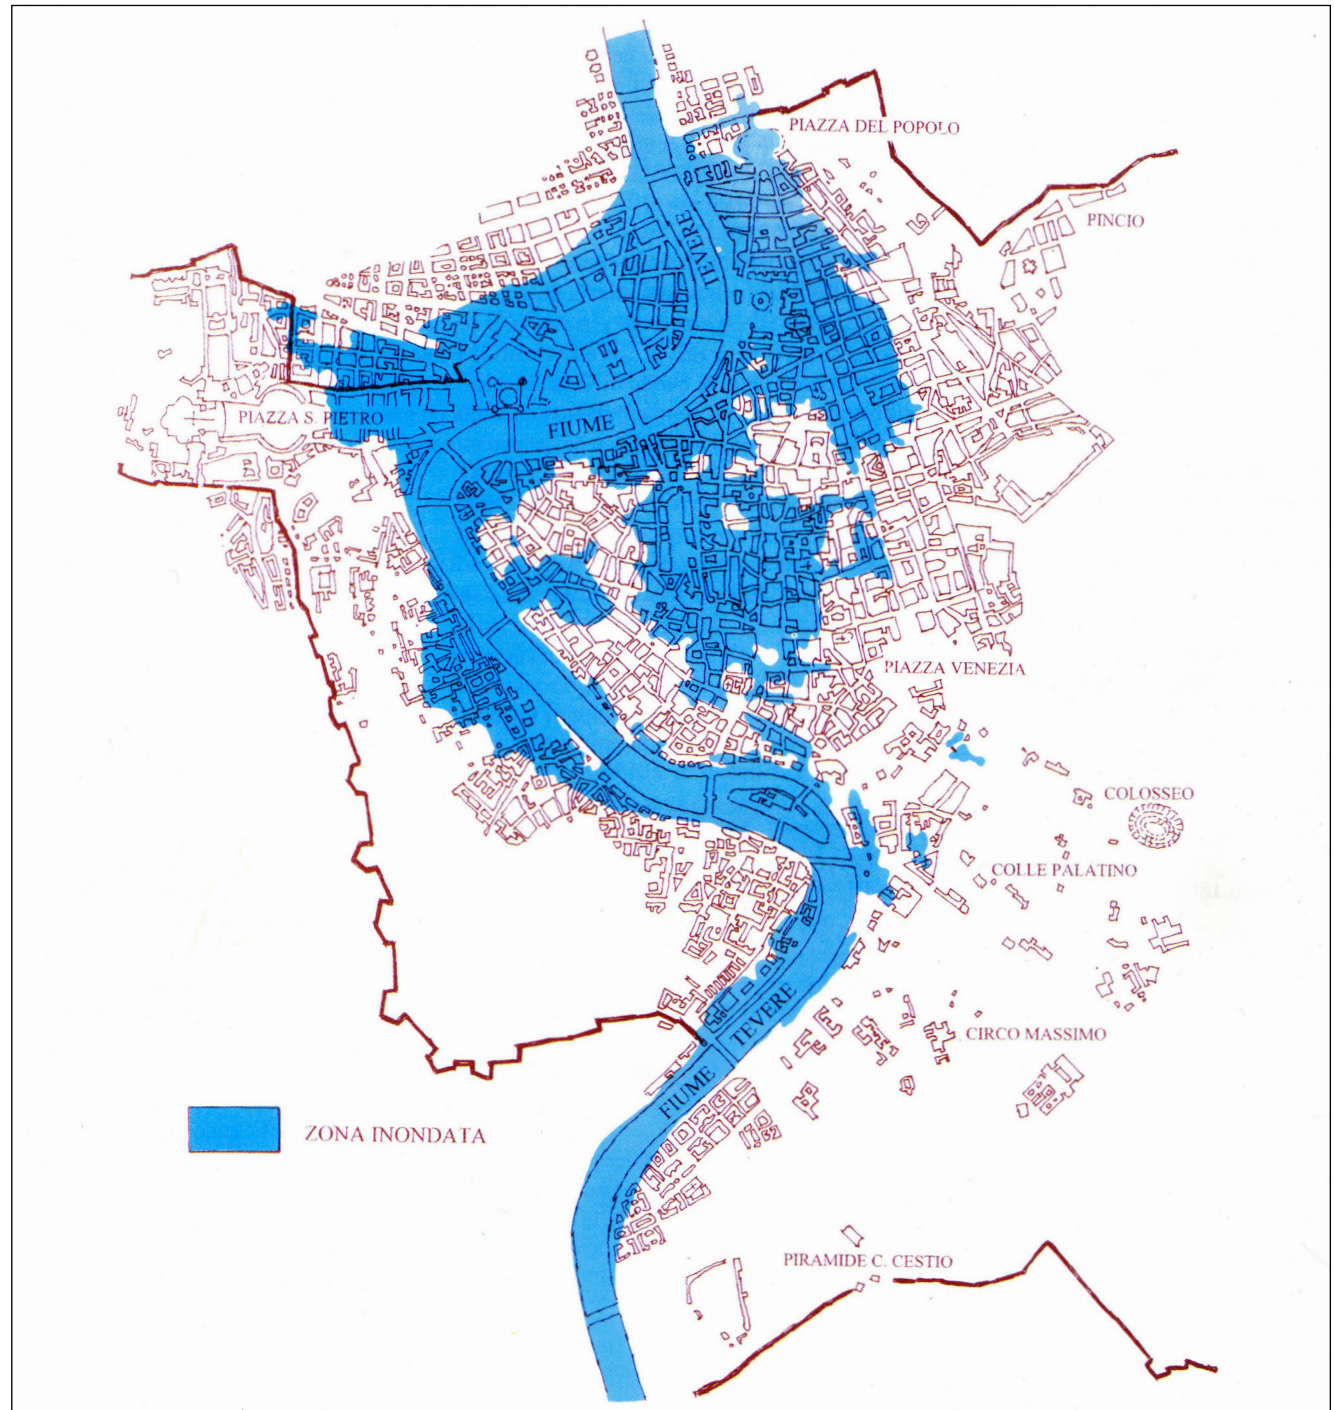 PIAZZA DEL POPOLO
PINCIO
TEVERE
PIAZZA S. PIETRO
FIUME
PIAZZA VENEZIA
COLOSSEO
COLLE PALATINO
TEVERE
CIRCO MASSIMO
FIUME
ZONA INONDATA
PIRAMIDE C. CESTIO